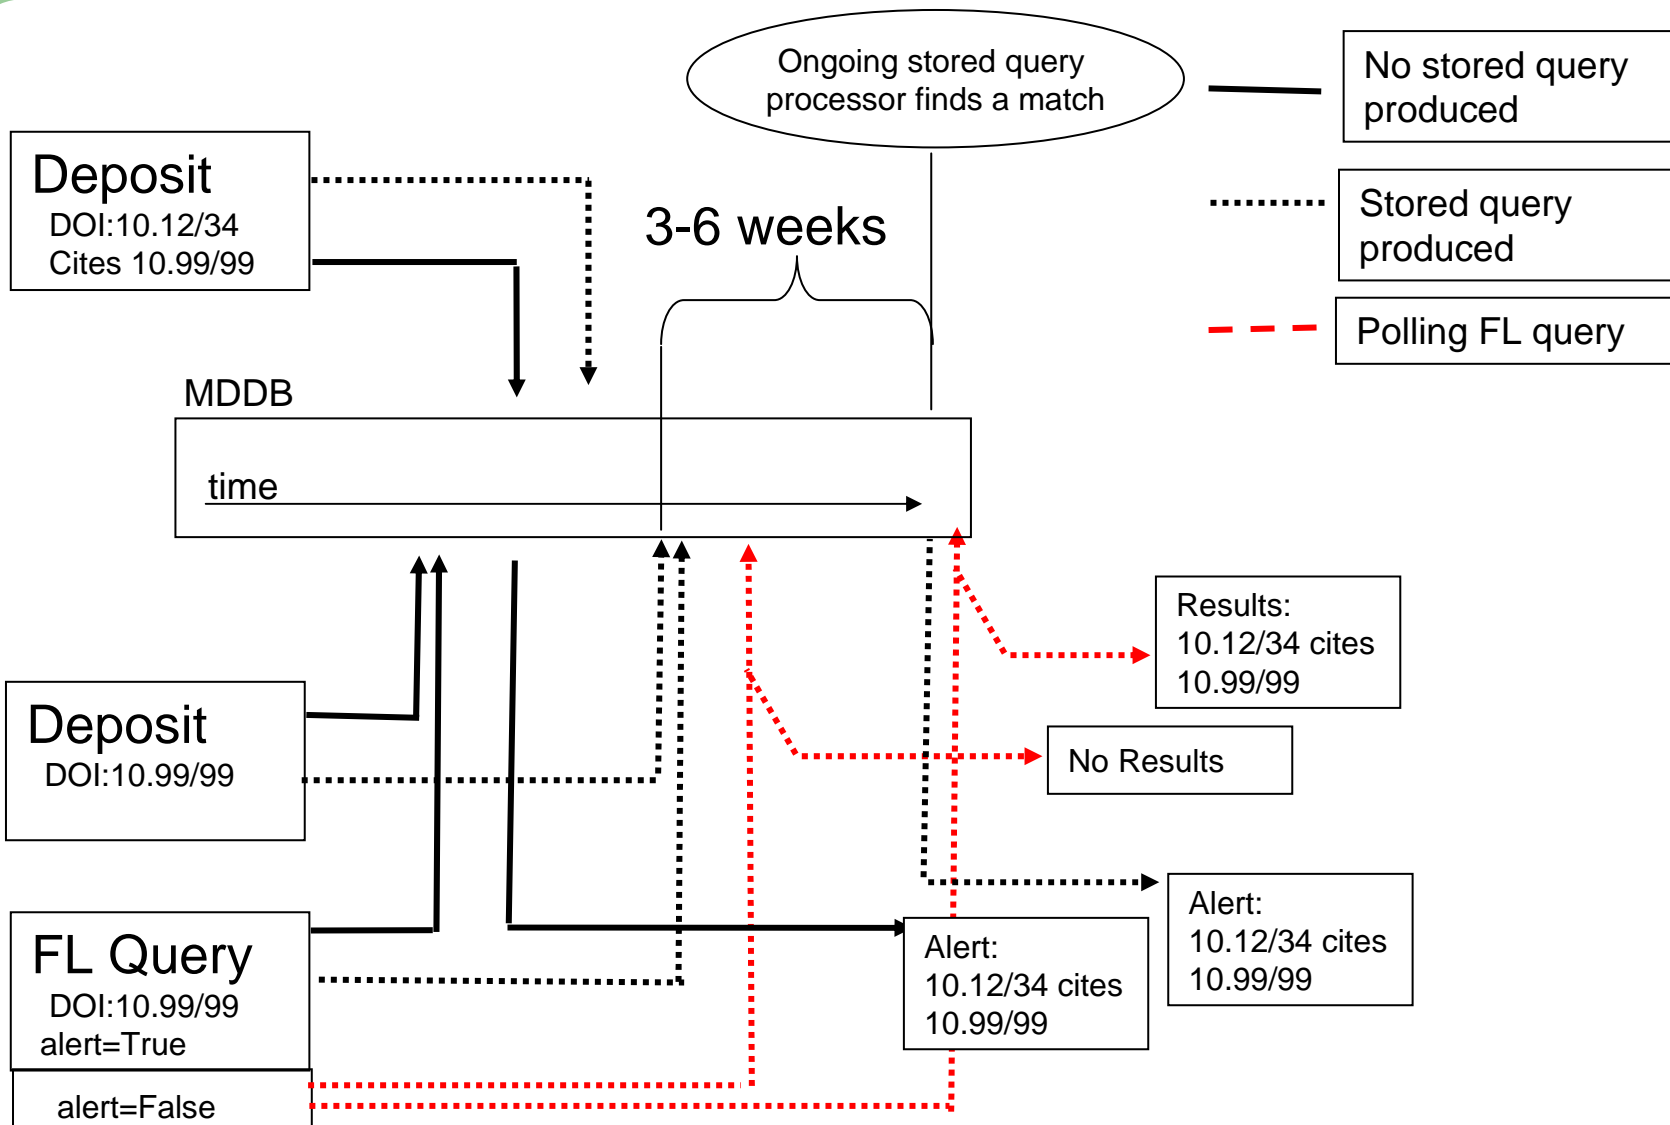 Ongoing stored query
processor finds a match
No stored query
produced
Deposit
DOI:10.12/34
Cites 10.99/99
Stored query
produced
3-6 weeks
Polling FL query
MDDB
time
Results:
10.12/34 cites
10.99/99
Deposit
DOI:10.99/99
No Results
Alert:
10.12/34 cites
10.99/99
FL Query
DOI:10.99/99
alert=True
Alert:
10.12/34 cites
10.99/99
alert=False